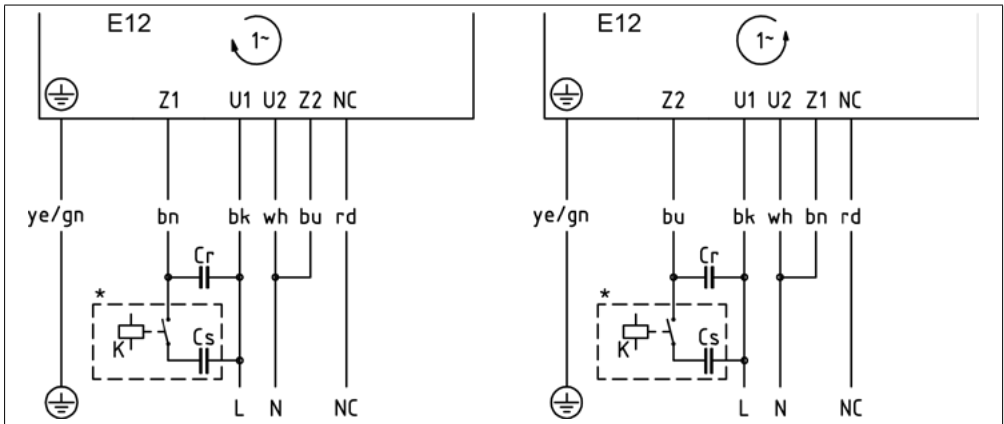 E12 1~
Z1 U1 U2 Z2 NC
ye/gn bn bk wh bu rd
Cr
*
K Cs
L N NC
E12 1~
Z2 U1 U2 Z1 NC
ye/gn bu bk wh bn rd
Cr
*
K Cs
L N NC